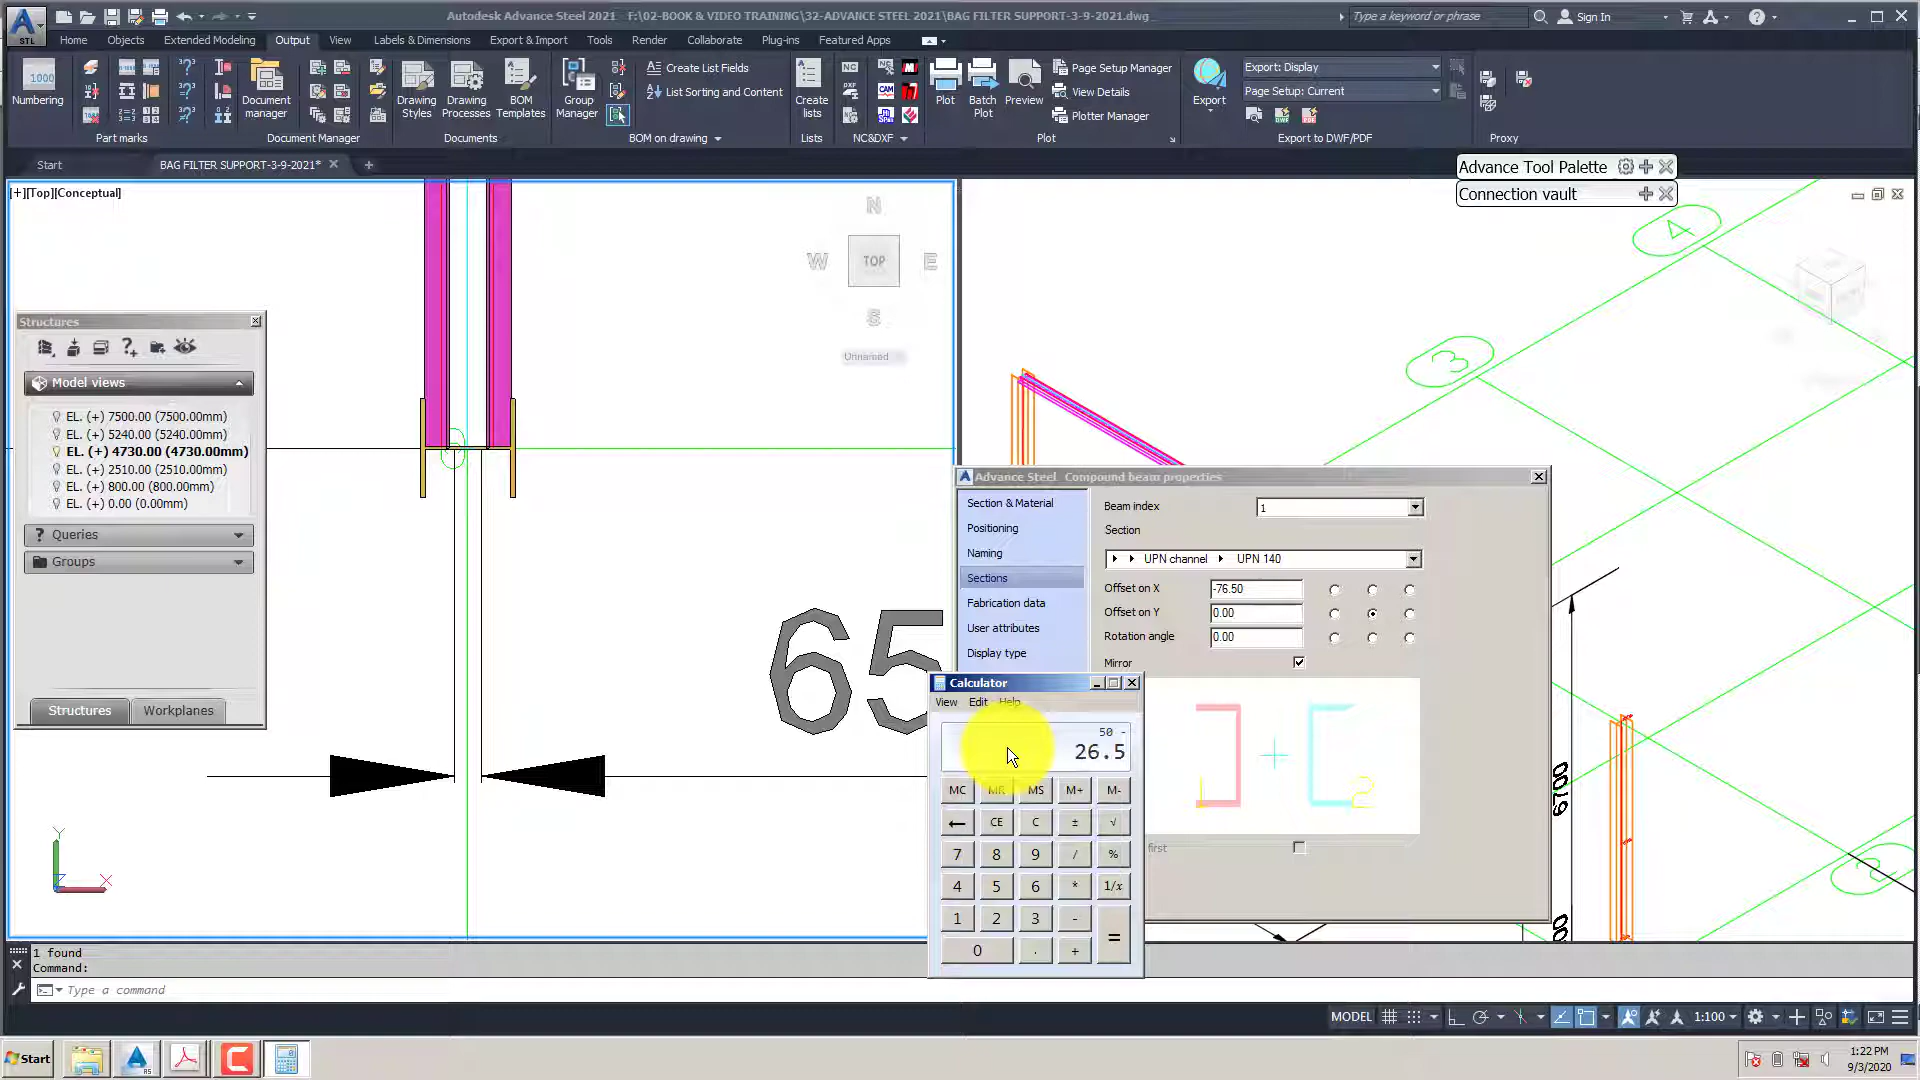 Autodesk Advance Steel 2021   F:\02-BOOK & VIDEO TRAINING\32-ADVANCE STEEL 2021\BAG FILTER SUPPORT-3-9-2021.dwg
Type a keyword or phrase
Sign In
STL
Home Objects Extended Modeling Output View Labels & Dimensions Export & Import Tools Render Collaborate Plug-ins Featured Apps
1000
Numbering
Document manager
Drawing Styles
Drawing Processes
BOM Templates
Group Manager
Create List Fields
List Sorting and Content
Create lists
NC
DXF
CAM
Plot
Batch Plot
Preview
Page Setup Manager
View Details
Plotter Manager
Export
Export: Display
Page Setup: Current
Part marks
Document Manager
Documents
BOM on drawing
Lists
NC&DXF
Plot
Export to DWF/PDF
Proxy
Start
BAG FILTER SUPPORT-3-9-2021*
Advance Tool Palette
Connection vault
[+][Top][Conceptual]
N
W
TOP
E
S
Unnamed
4
3
2
Structures
Model views
EL. (+) 7500.00 (7500.00mm)
EL. (+) 5240.00 (5240.00mm)
EL. (+) 4730.00 (4730.00mm)
EL. (+) 2510.00 (2510.00mm)
EL. (+) 800.00 (800.00mm)
EL. (+) 0.00 (0.00mm)
Queries
Groups
Structures Workplanes
65
Y
X
6700
Advance Steel   Compound beam properties
Section & Material
Positioning
Naming
Sections
Fabrication data
User attributes
Display type
Beam index
1
Section
UPN channel UPN 140
Offset on X
-76.50
Offset on Y
0.00
Rotation angle
0.00
Mirror
1
2
first
Calculator
View Edit Help
50 -
26.5
MC MR MS M+ M-
← CE C ± √
7 8 9 / %
4 5 6 * 1/x
1 2 3 - =
0 . +
1 found
Command:
Type a command
MODEL
1:100
Start
1:22 PM
9/3/2020